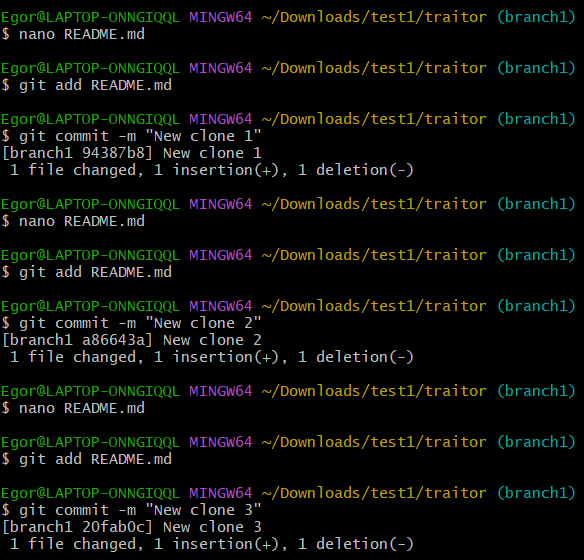 Egor@LAPTOP-ONNGIQQL MINGW64 ~/Downloads/test1/traitor (branch1)
$ nano README.md
Egor@LAPTOP-ONNGIQQL MINGW64 ~/Downloads/test1/traitor (branch1)
$ git add README.md
Egor@LAPTOP-ONNGIQQL MINGW64 ~/Downloads/test1/traitor (branch1)
$ git commit -m "New clone 1"
[branch1 94387b8] New clone 1
 1 file changed, 1 insertion(+), 1 deletion(-)
Egor@LAPTOP-ONNGIQQL MINGW64 ~/Downloads/test1/traitor (branch1)
$ nano README.md
Egor@LAPTOP-ONNGIQQL MINGW64 ~/Downloads/test1/traitor (branch1)
$ git add README.md
Egor@LAPTOP-ONNGIQQL MINGW64 ~/Downloads/test1/traitor (branch1)
$ git commit -m "New clone 2"
[branch1 a86643a] New clone 2
 1 file changed, 1 insertion(+), 1 deletion(-)
Egor@LAPTOP-ONNGIQQL MINGW64 ~/Downloads/test1/traitor (branch1)
$ nano README.md
Egor@LAPTOP-ONNGIQQL MINGW64 ~/Downloads/test1/traitor (branch1)
$ git add README.md
Egor@LAPTOP-ONNGIQQL MINGW64 ~/Downloads/test1/traitor (branch1)
$ git commit -m "New clone 3"
[branch1 20fab0c] New clone 3
 1 file changed, 1 insertion(+), 1 deletion(-)